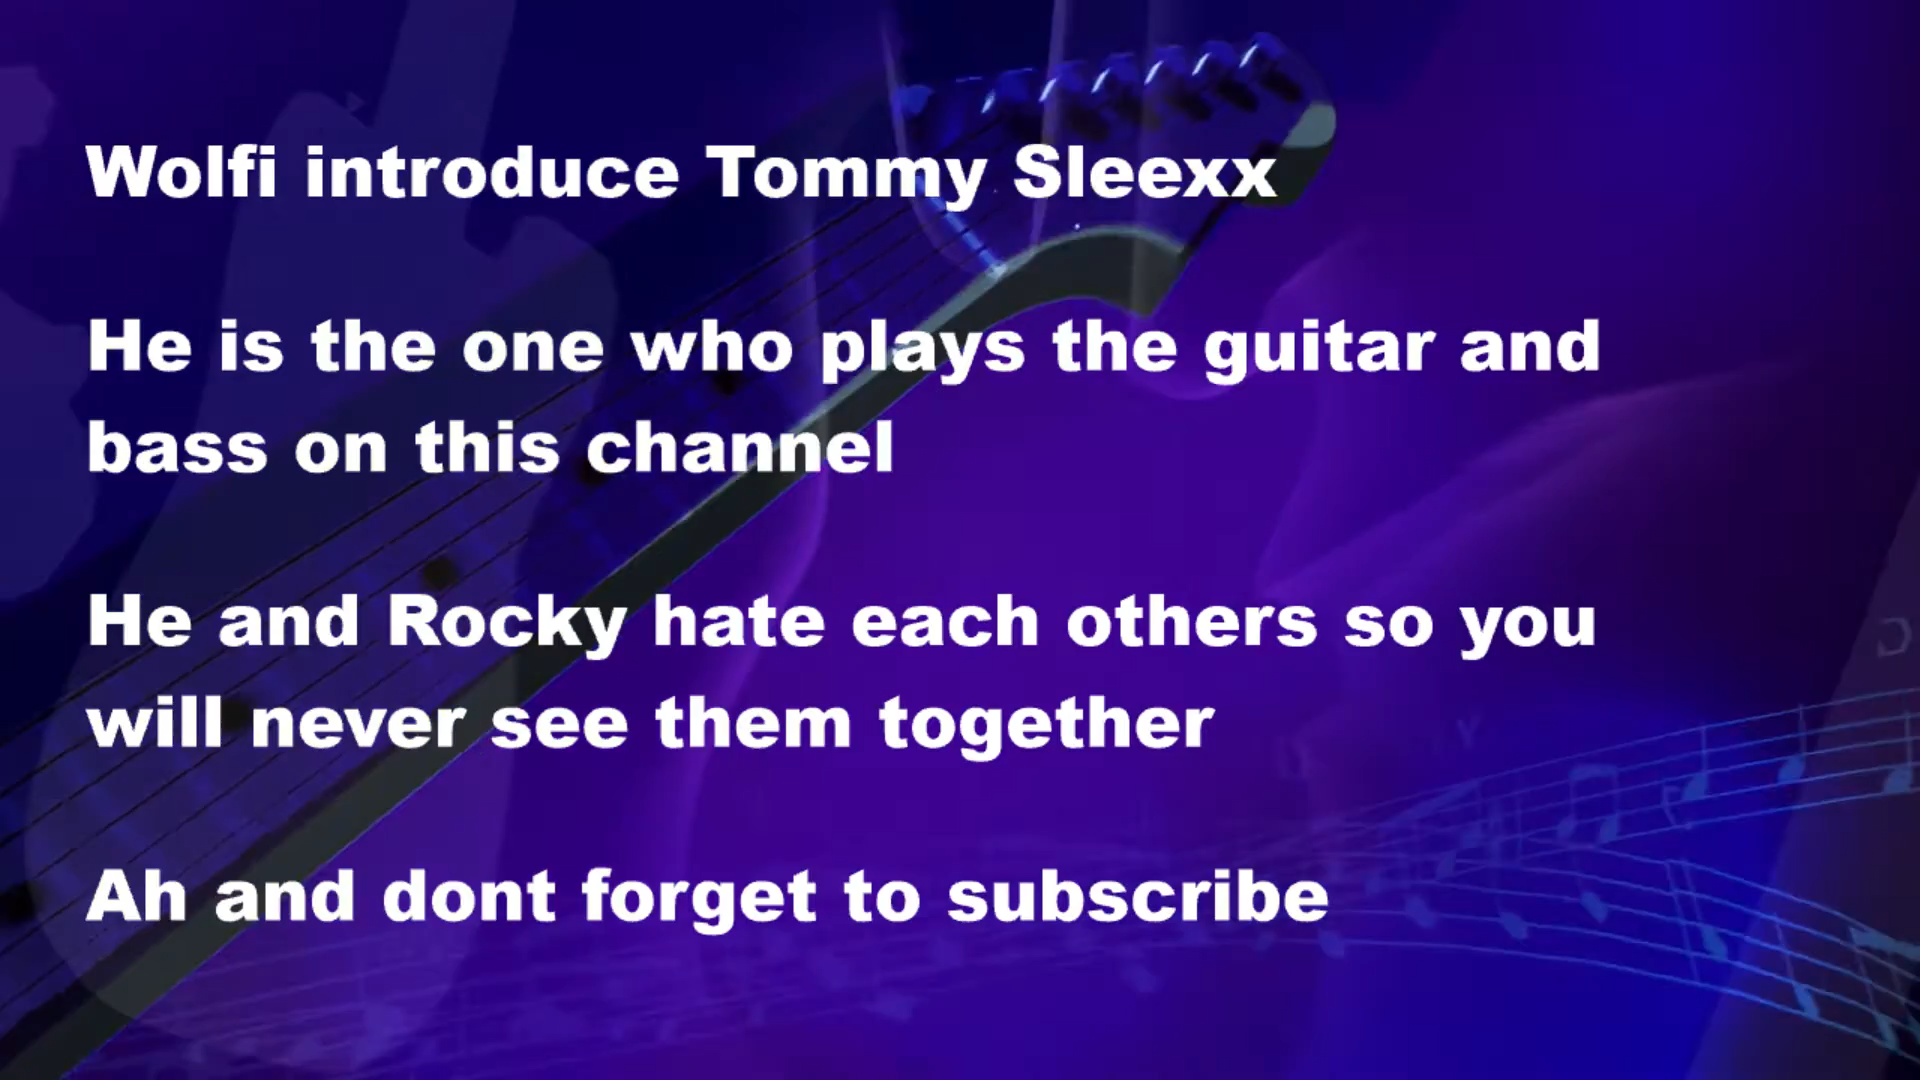 Wolfi introduce Tommy Sleexx
He is the one who plays the guitar and
bass on this channel
He and Rocky hate each others so you
will never see them together
Ah and dont forget to subscribe